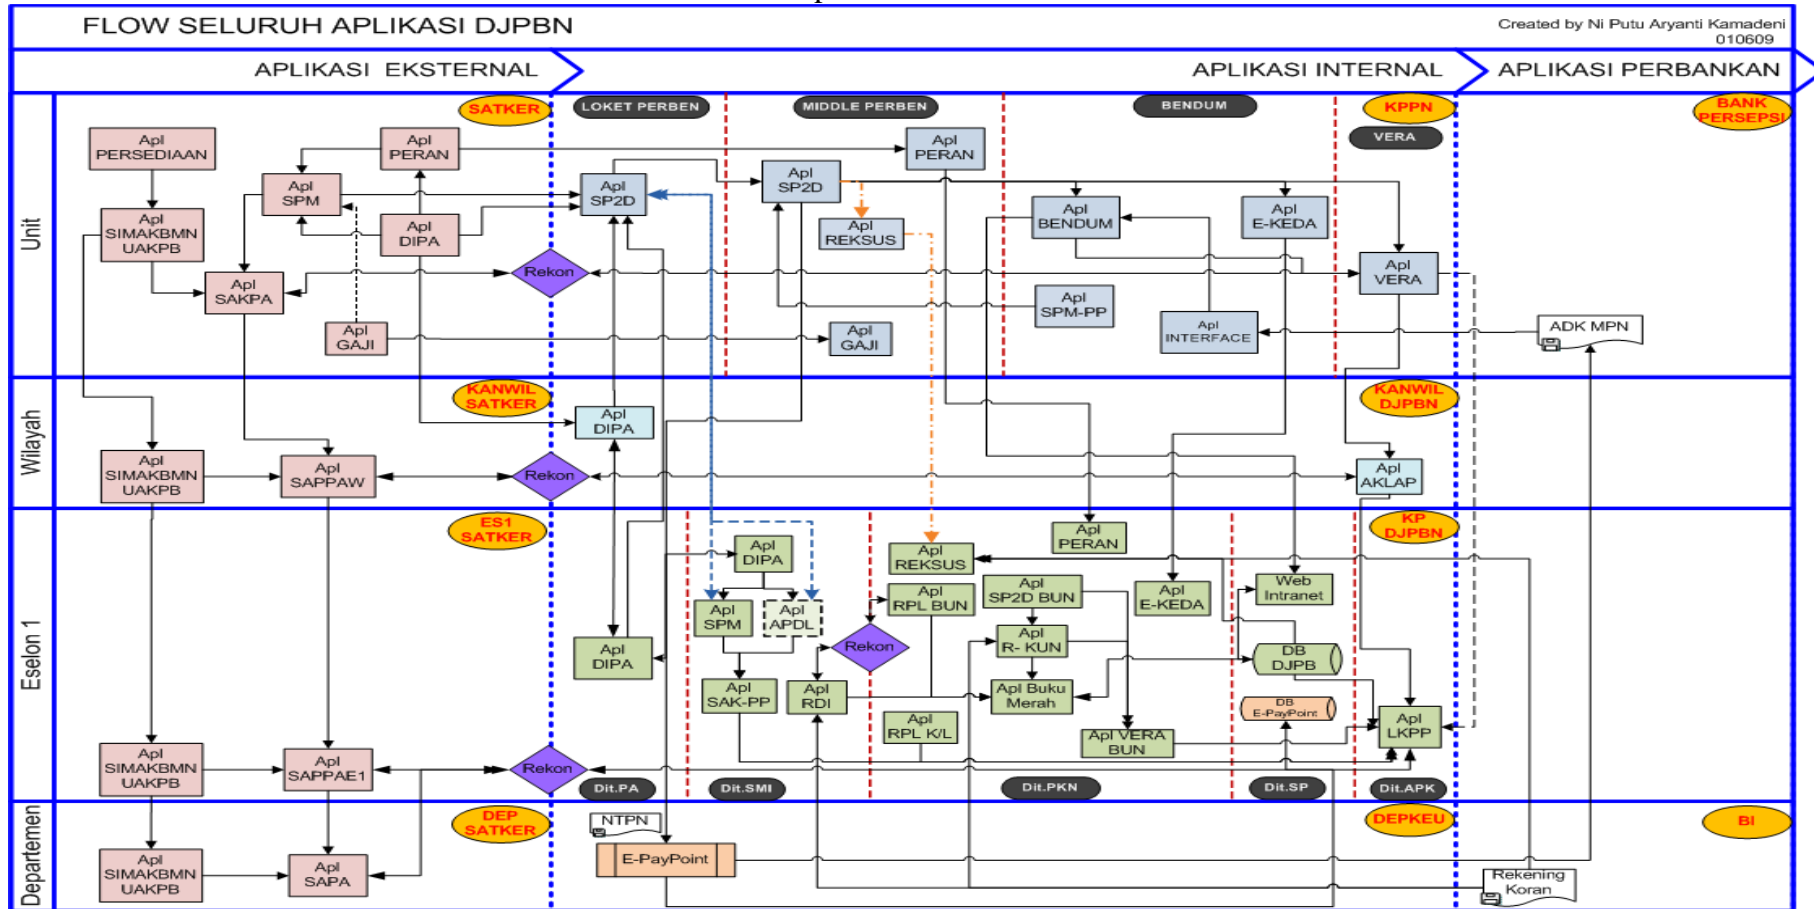 FLOW SELURUH APLIKASI DJPBN
Created by Ni Putu Aryanti Kamadeni
010609
APLIKASI EKSTERNAL
APLIKASI INTERNAL
APLIKASI PERBANKAN
Unit
SATKER
LOKET PERBEN
MIDDLE PERBEN
BENDUM
KPPN
VERA
BANK
PERSEPSI
Apl
PERSEDIAAN
Apl
PERAN
Apl
PERAN
Apl
SPM
Apl
SP2D
Apl
SP2D
Apl
SIMAKBMN
UAKPB
Apl
DIPA
Apl
REKSUS
Apl
BENDUM
Apl
E-KEDA
Apl
SAKPA
Rekon
Apl
VERA
Apl
SPM-PP
Apl
GAJI
Apl
GAJI
Apl
INTERFACE
ADK MPN
Wilayah
KANWIL
SATKER
KANWIL
DJPBN
Apl
DIPA
Apl
SIMAKBMN
UAKPB
Apl
SAPPAW
Rekon
Apl
AKLAP
Eselon 1
ES1
SATKER
KP
DJPBN
Apl
DIPA
Apl
REKSUS
Apl
PERAN
Apl
SPM
Apl
APDL
Apl
RPL BUN
Apl
SP2D BUN
Apl
E-KEDA
Web
Intranet
Apl
DIPA
Rekon
Apl
R- KUN
DB
DJPB
Apl
SAK-PP
Apl
RDI
Apl Buku
Merah
DB
E-PayPoint
Apl
RPL K/L
Apl VERA
BUN
Apl
LKPP
Apl
SIMAKBMN
UAKPB
Apl
SAPPAE1
Rekon
Dit.PA
Dit.SMI
Dit.PKN
Dit.SP
Dit.APK
Departemen
DEP
SATKER
NTPN
DEPKEU
BI
Apl
SIMAKBMN
UAKPB
Apl
SAPA
E-PayPoint
Rekening
Koran